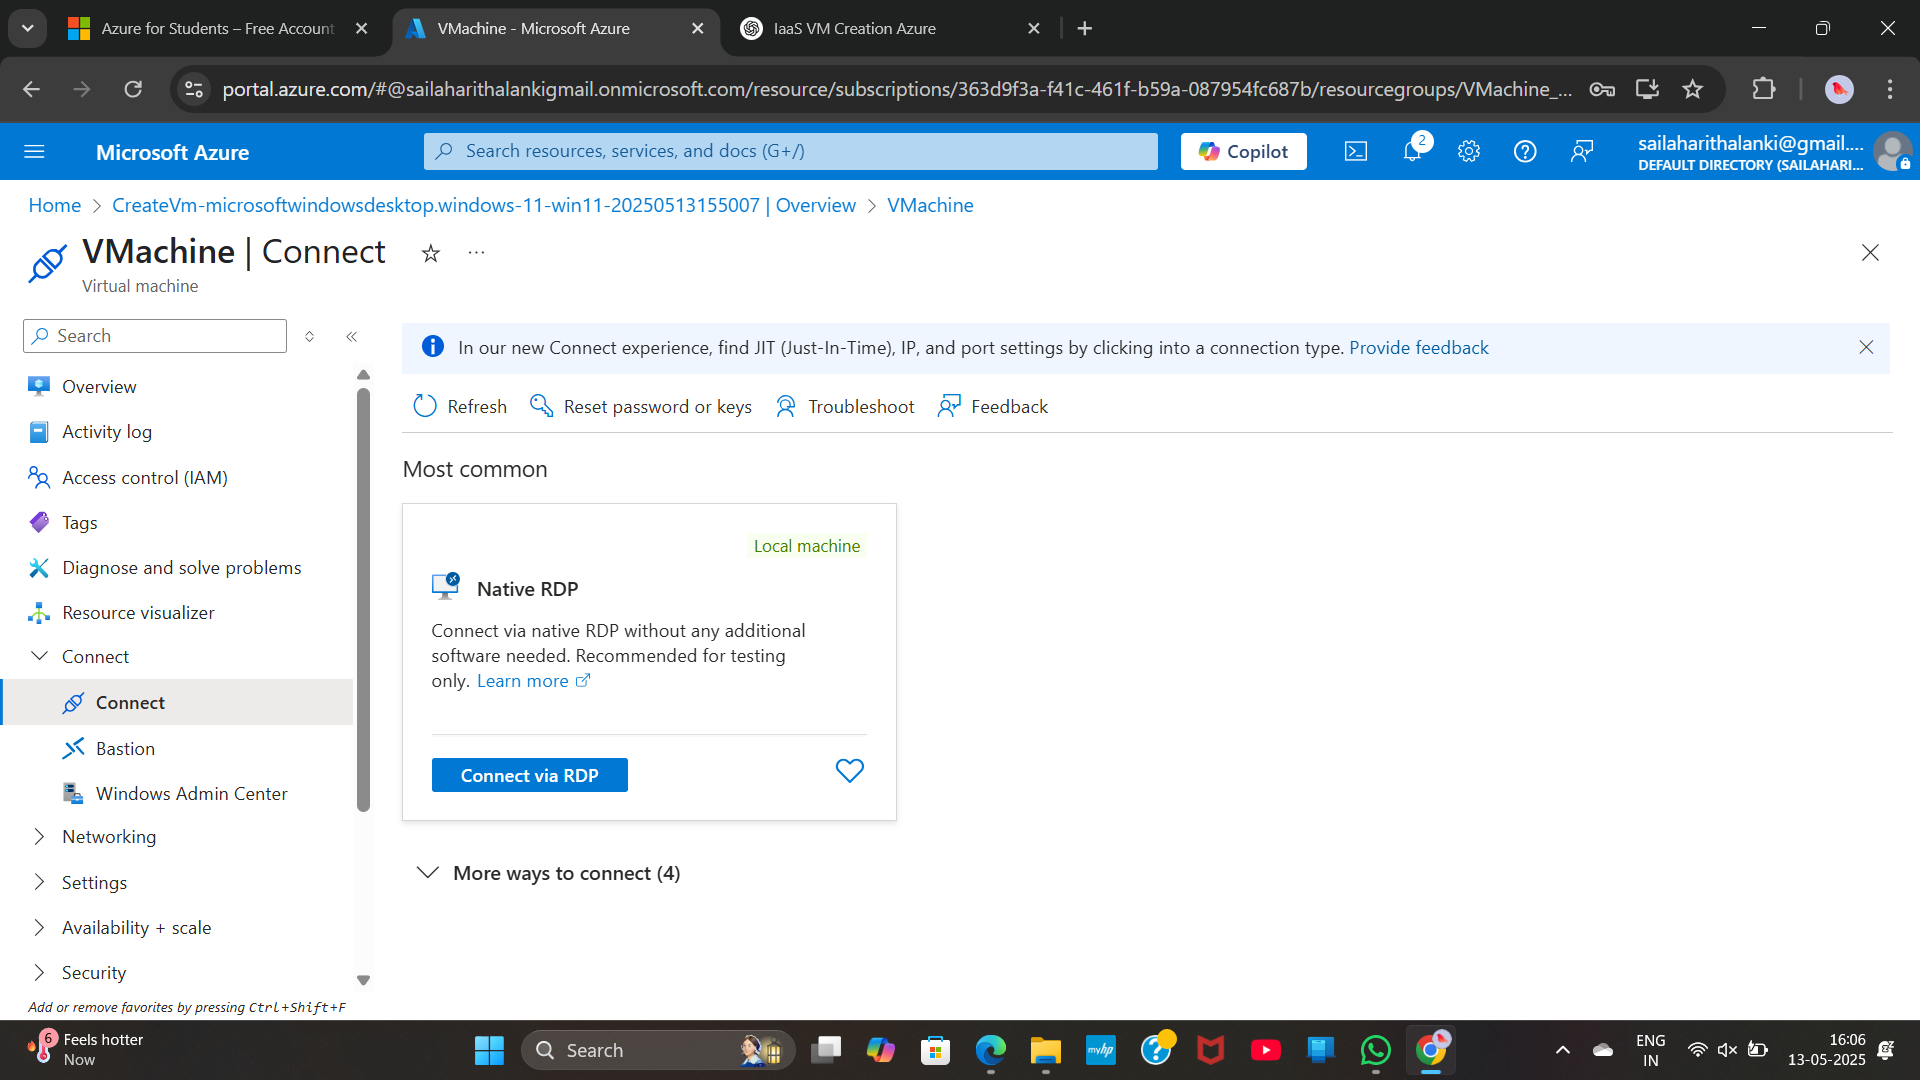 Azure for Students – Free Account
VMachine - Microsoft Azure
IaaS VM Creation Azure
portal.azure.com/#@sailaharithalankigmail.onmicrosoft.com/resource/subscriptions/363d9f3a-f41c-461f-b59a-087954fc687b/resourcegroups/VMachine_...
Microsoft Azure
Search resources, services, and docs (G+/)
Copilot
2
sailaharithalanki@gmail....
DEFAULT DIRECTORY (SAILAHARI...
Home > CreateVm-microsoftwindowsdesktop.windows-11-win11-20250513155007 | Overview > VMachine
VMachine | Connect
Virtual machine
Search
In our new Connect experience, find JIT (Just-In-Time), IP, and port settings by clicking into a connection type. Provide feedback
Refresh
Reset password or keys
Troubleshoot
Feedback
Overview
Activity log
Access control (IAM)
Tags
Diagnose and solve problems
Resource visualizer
Connect
Connect
Bastion
Windows Admin Center
Networking
Settings
Availability + scale
Security
Add or remove favorites by pressing Ctrl+Shift+F
Most common
Local machine
Native RDP
Connect via native RDP without any additional
software needed. Recommended for testing
only. Learn more
Connect via RDP
More ways to connect (4)
6
Feels hotter
Now
Search
myhp
ENG
IN
16:06
13-05-2025